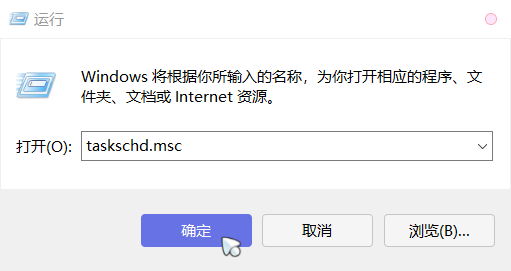 运行
Windows 将根据你所输入的名称，为你打开相应的程序、文
件夹、文档或 Internet 资源。
打开(O): taskschd.msc
确定 取消 浏览(B)...